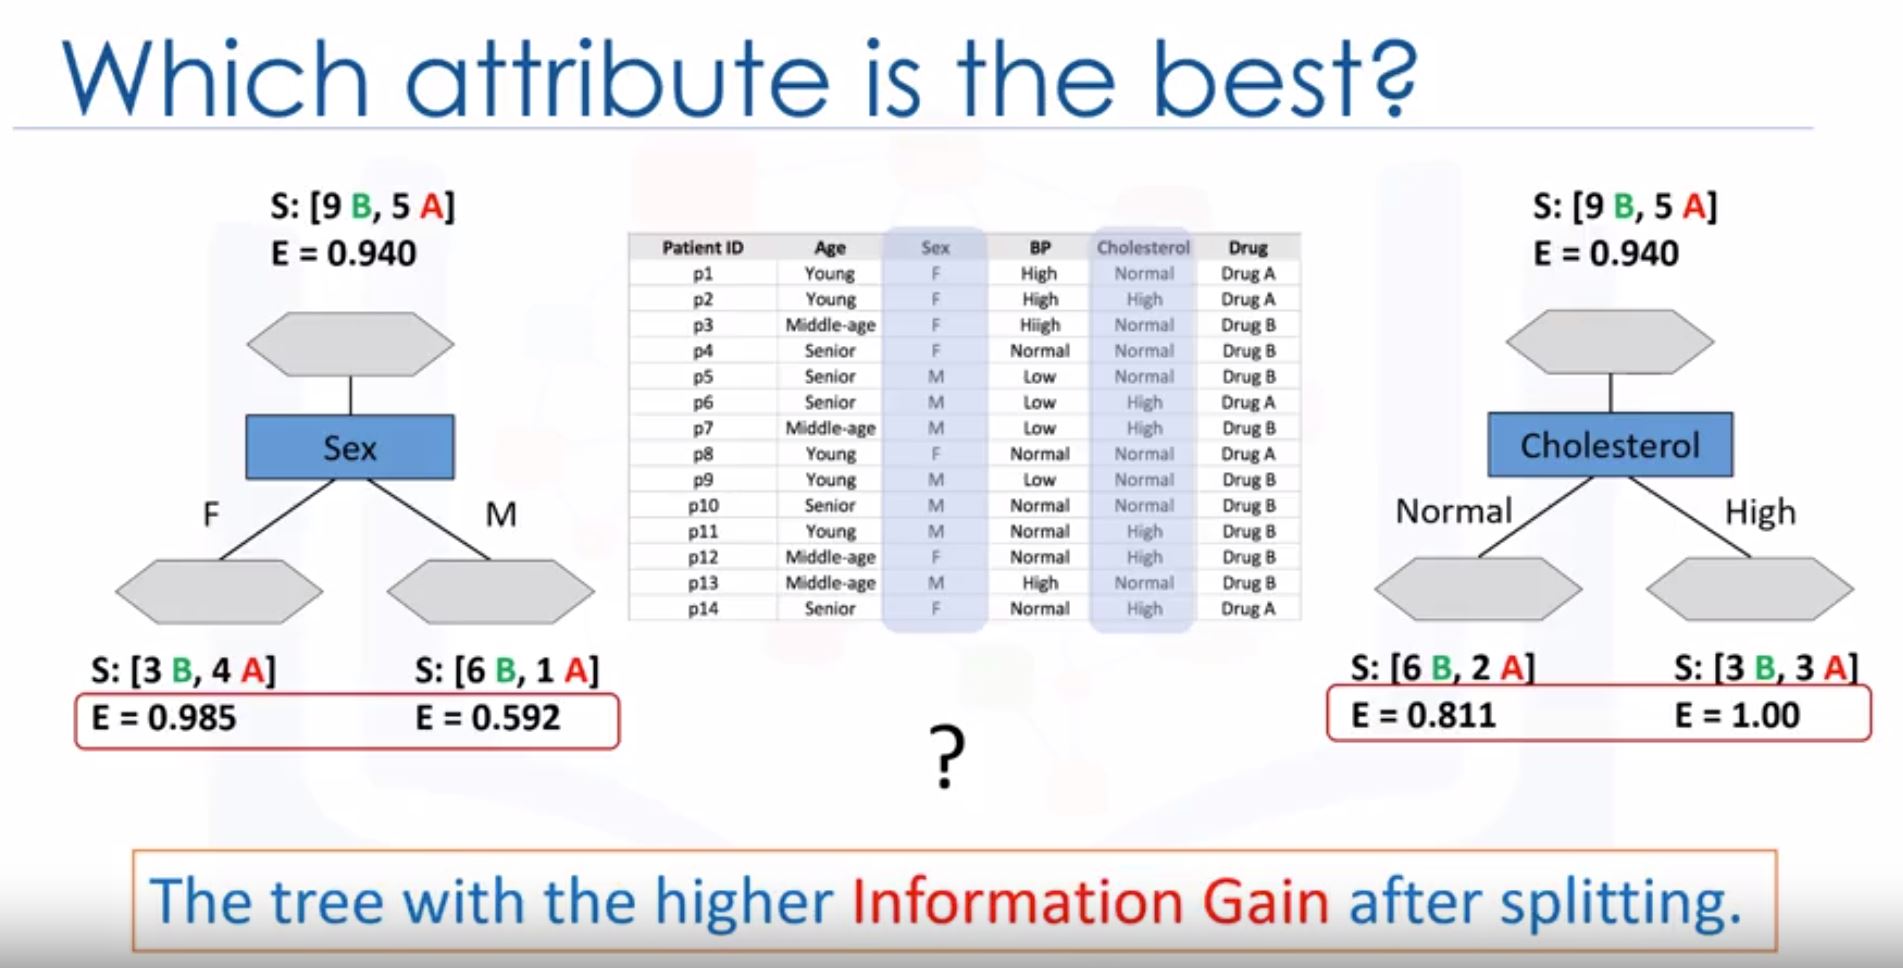 Which attribute is the best?
S: [9 B, 5 A]
E = 0.940
Sex
F
M
S: [3 B, 4 A]
S: [6 B, 1 A]
E = 0.985
E = 0.592
Patient ID Age Sex BP Cholesterol Drug
p1 Young F High Normal Drug A
p2 Young F High High Drug A
p3 Middle-age F Hiigh Normal Drug B
p4 Senior F Normal Normal Drug B
p5 Senior M Low Normal Drug B
p6 Senior M Low High Drug A
p7 Middle-age M Low High Drug B
p8 Young F Normal Normal Drug A
p9 Young M Low Normal Drug B
p10 Senior M Normal Normal Drug B
p11 Young M Normal High Drug B
p12 Middle-age F Normal High Drug B
p13 Middle-age M High Normal Drug B
p14 Senior F Normal High Drug A
?
S: [9 B, 5 A]
E = 0.940
Cholesterol
Normal
High
S: [6 B, 2 A]
S: [3 B, 3 A]
E = 0.811
E = 1.00
The tree with the higher Information Gain after splitting.